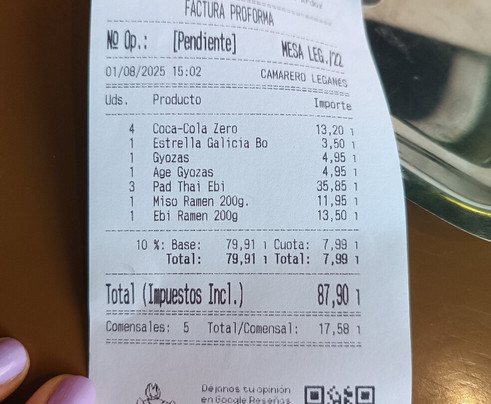 FACTURA PROFORMA
Nº Op.: [Pendiente] MESA LEG./22
01/08/2025 15:02 CAMARERO LEGANÉS
Uds. Producto Importe
4 Coca-Cola Zero 13,20 1
1 Estrella Galicia Bo 3,50 1
1 Gyozas 4,95 1
1 Age Gyozas 4,95 1
3 Pad Thai Ebi 35,85 1
1 Miso Ramen 200g. 11,95 1
1 Ebi Ramen 200g 13,50 1
10 %: Base: 79,91 1 Cuota: 7,99 1
Total: 79,91 1 Total: 7,99 1
Total (Impuestos Incl.) 87,90 1
Comensales: 5 Total/Comensal: 17,58 1
Déjanos tu opinión
en Google Reseñas